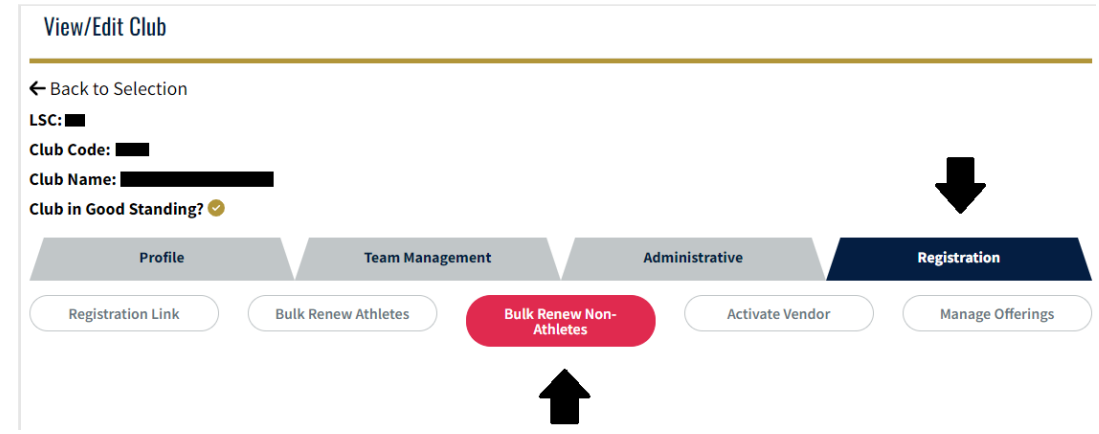 View/Edit Club
Back to Selection
LSC:
Club Code:
Club Name:
Club in Good Standing?
Profile Team Management Administrative Registration
Registration Link Bulk Renew Athletes Bulk Renew Non- Activate Vendor Manage Offerings
Athletes